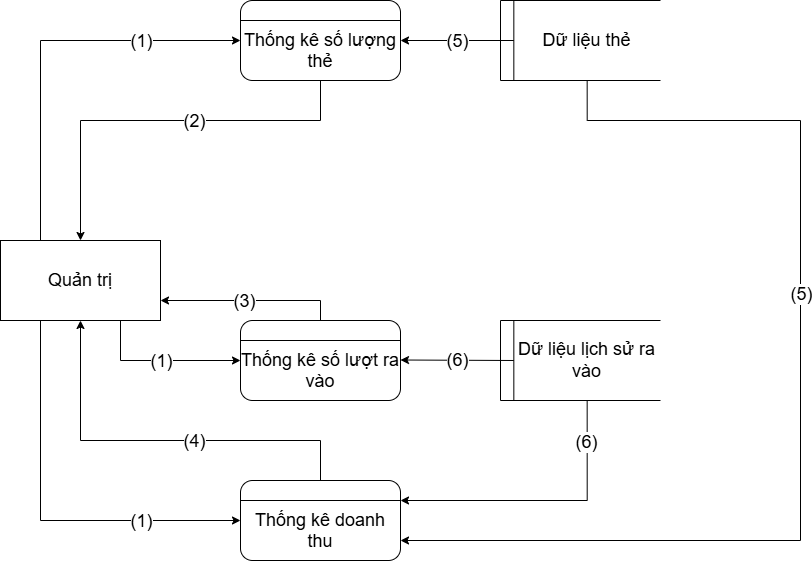 (1)
Thống kê số lượng
thẻ
(5)
Dữ liệu thẻ
(2)
Quản trị
(3)
(5)
(1)
Thống kê số lượt ra
vào
(6)
Dữ liệu lịch sử ra
vào
(4)
(6)
(1)
Thống kê doanh
thu